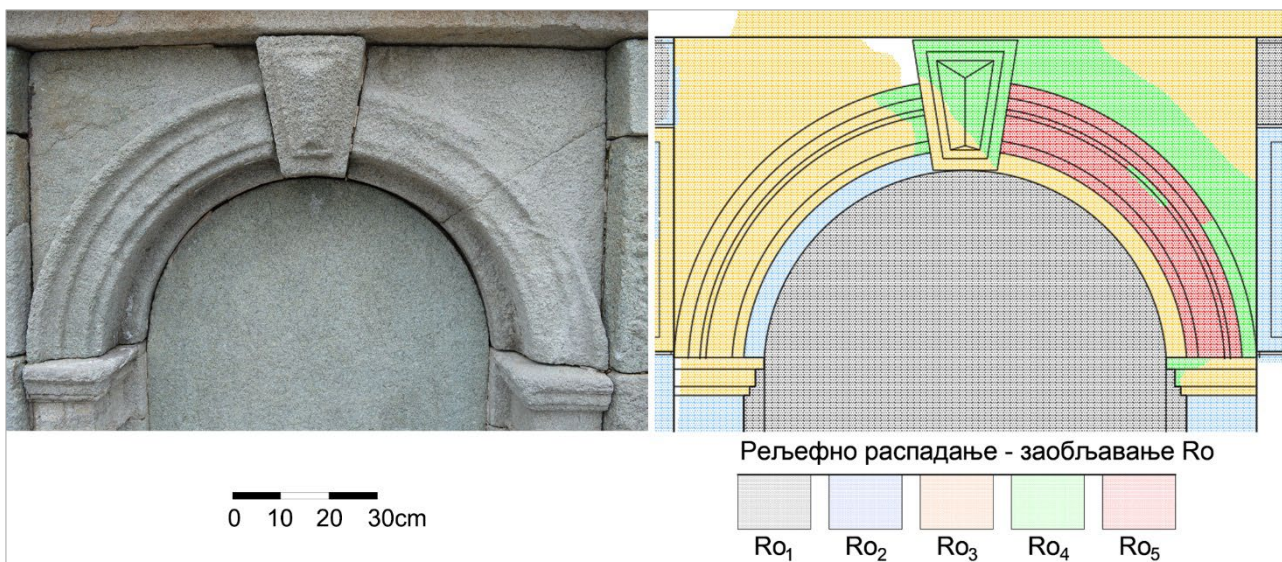 Рељефно распадање - заобљавање Ro
0 10 20 30cm
Ro₁ Ro₂ Ro₃ Ro₄ Ro₅